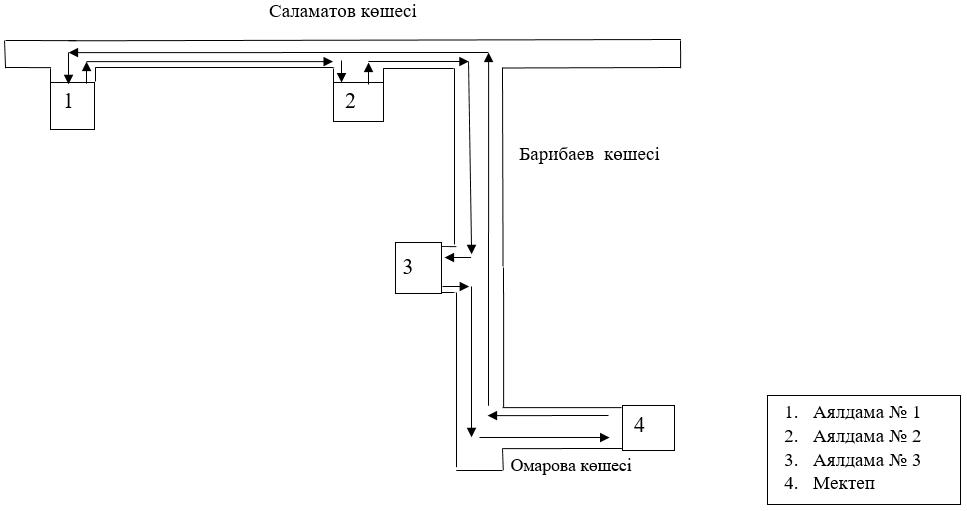 Саламатов көшесі
1
2
Барибаев көшесі
3
4
Омарова көшесі
1. Аялдама № 1
2. Аялдама № 2
3. Аялдама № 3
4. Мектеп